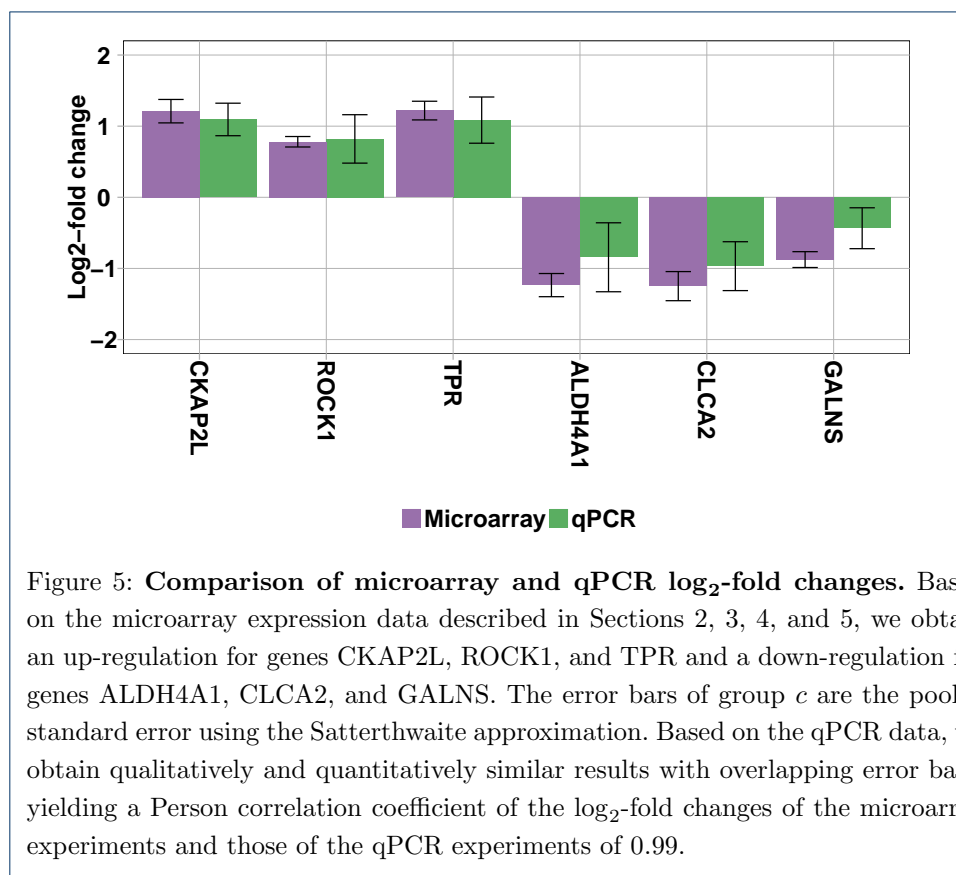 2
1
0
−1
−2
Log2−fold change
CKAP2L
ROCK1
TPR
ALDH4A1
CLCA2
GALNS
Microarray qPCR
Figure 5: Comparison of microarray and qPCR log₂-fold changes. Bas
on the microarray expression data described in Sections 2, 3, 4, and 5, we obta
an up-regulation for genes CKAP2L, ROCK1, and TPR and a down-regulation
genes ALDH4A1, CLCA2, and GALNS. The error bars of group c are the pool
standard error using the Satterthwaite approximation. Based on the qPCR data,
obtain qualitatively and quantitatively similar results with overlapping error ba
yielding a Person correlation coefficient of the log₂-fold changes of the microarr
experiments and those of the qPCR experiments of 0.99.